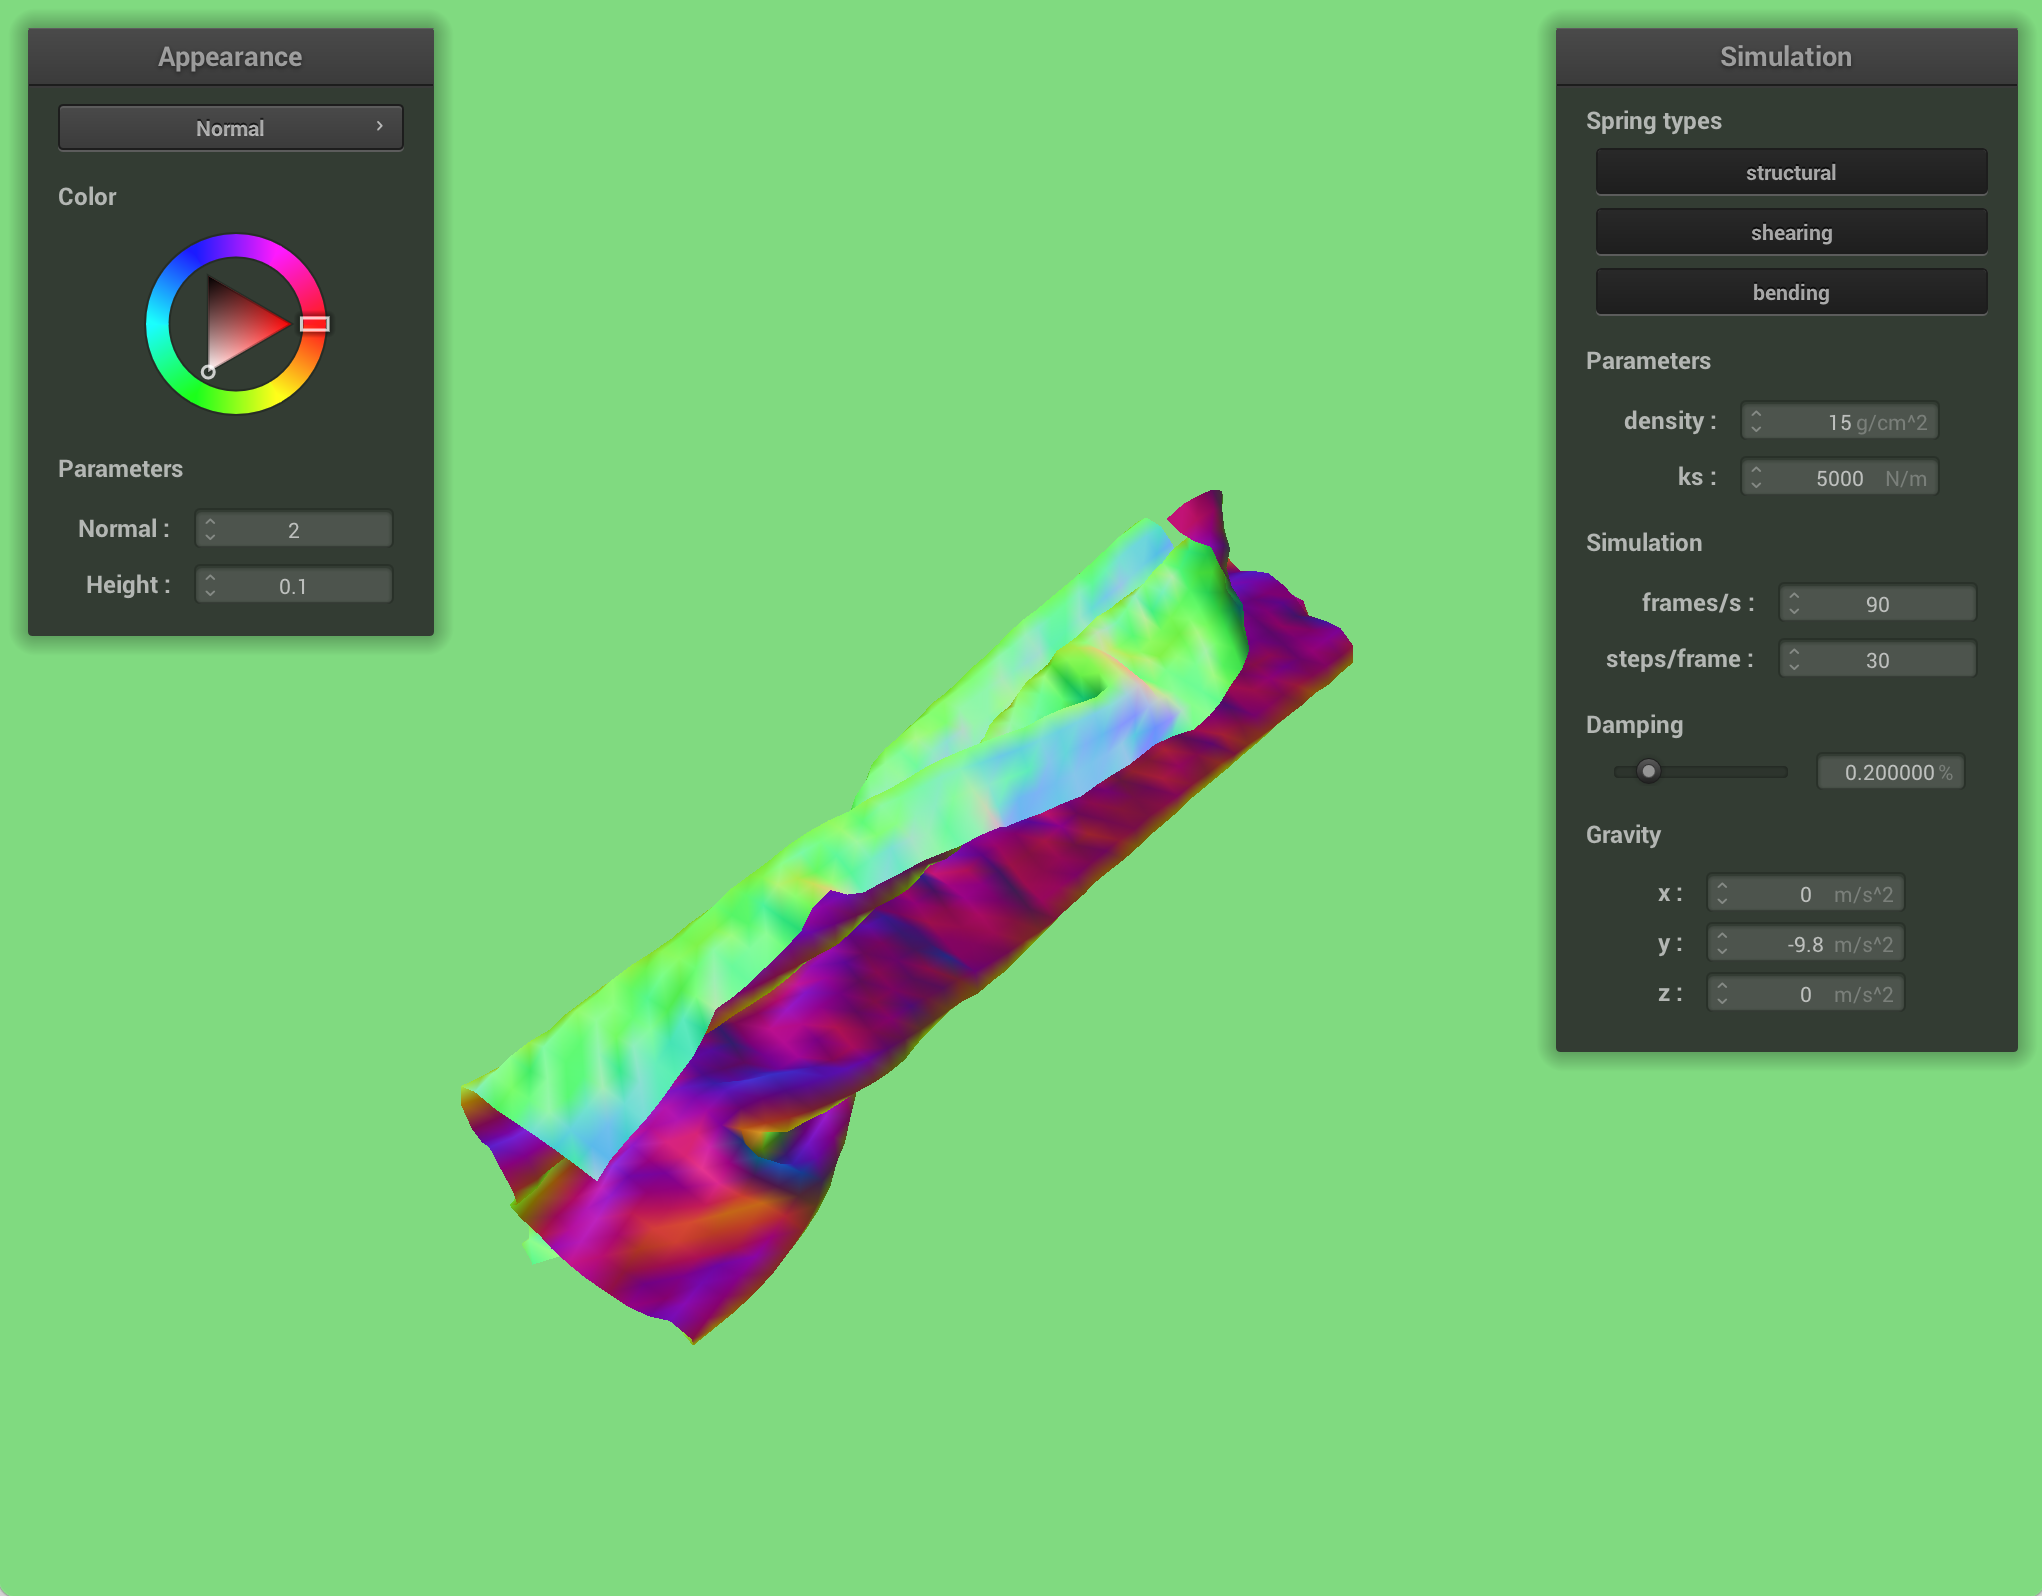 Appearance
Normal
Color
Parameters
Normal : 2
Height : 0.1
Simulation
Spring types
structural
shearing
bending
Parameters
density : 15 g/cm^2
ks : 5000 N/m
Simulation
frames/s : 90
steps/frame : 30
Damping
0.200000 %
Gravity
x : 0 m/s^2
y : -9.8 m/s^2
z : 0 m/s^2